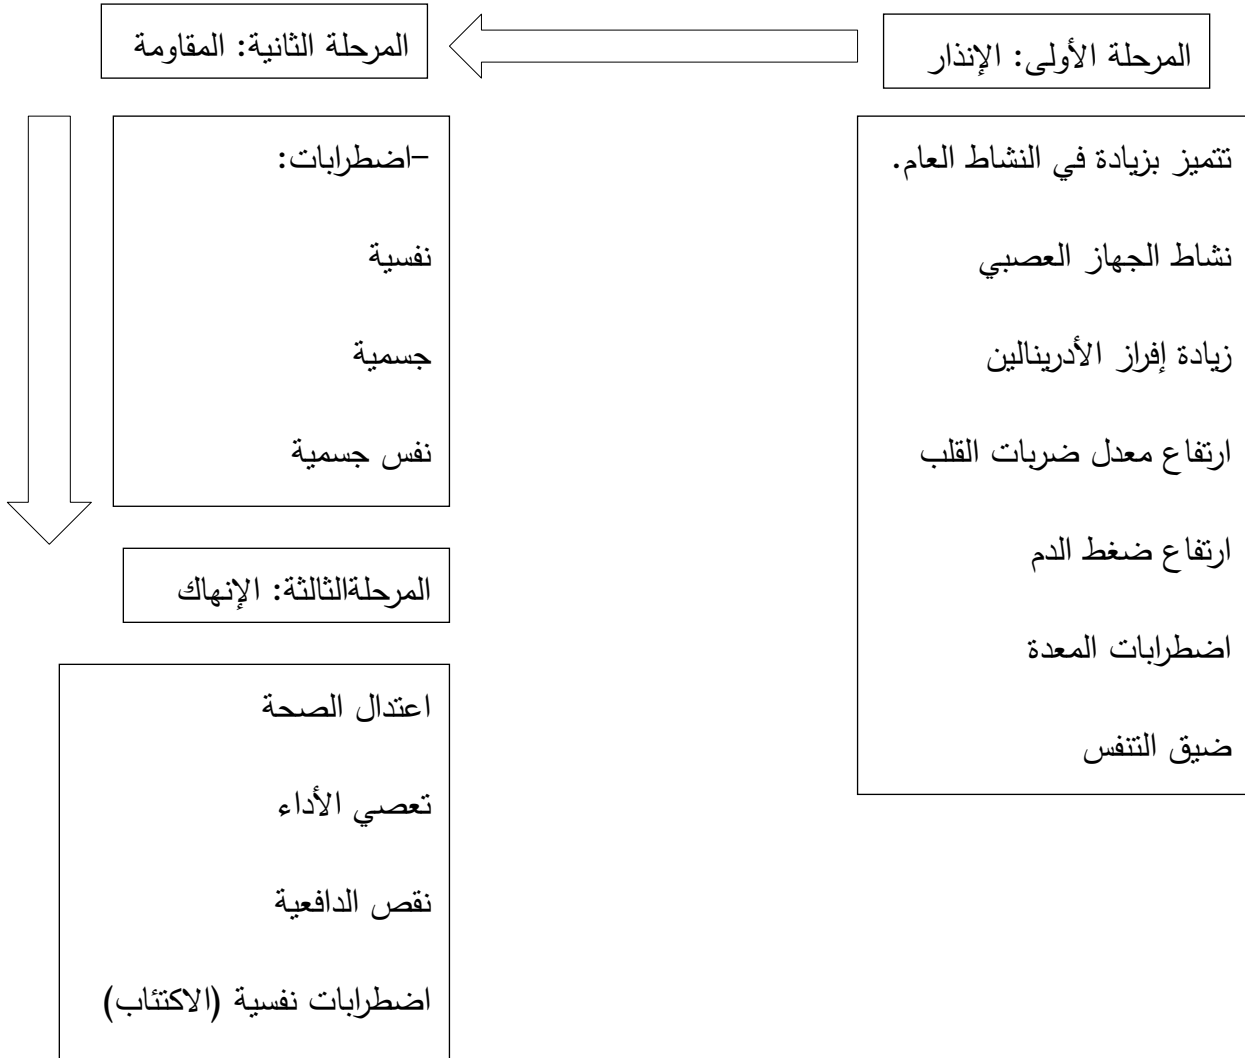 المرحلة الأولى: الإنذار
تتميز بزيادة في النشاط العام.
نشاط الجهاز العصبي
زيادة إفراز الأدرينالين
ارتفاع معدل ضربات القلب
ارتفاع ضغط الدم
اضطرابات المعدة
ضيق التنفس
المرحلة الثانية: المقاومة
-اضطرابات:
نفسية
جسمية
نفس جسمية
المرحلةالثالثة: الإنهاك
اعتدال الصحة
تعصي الأداء
نقص الدافعية
اضطرابات نفسية (الاكتئاب)